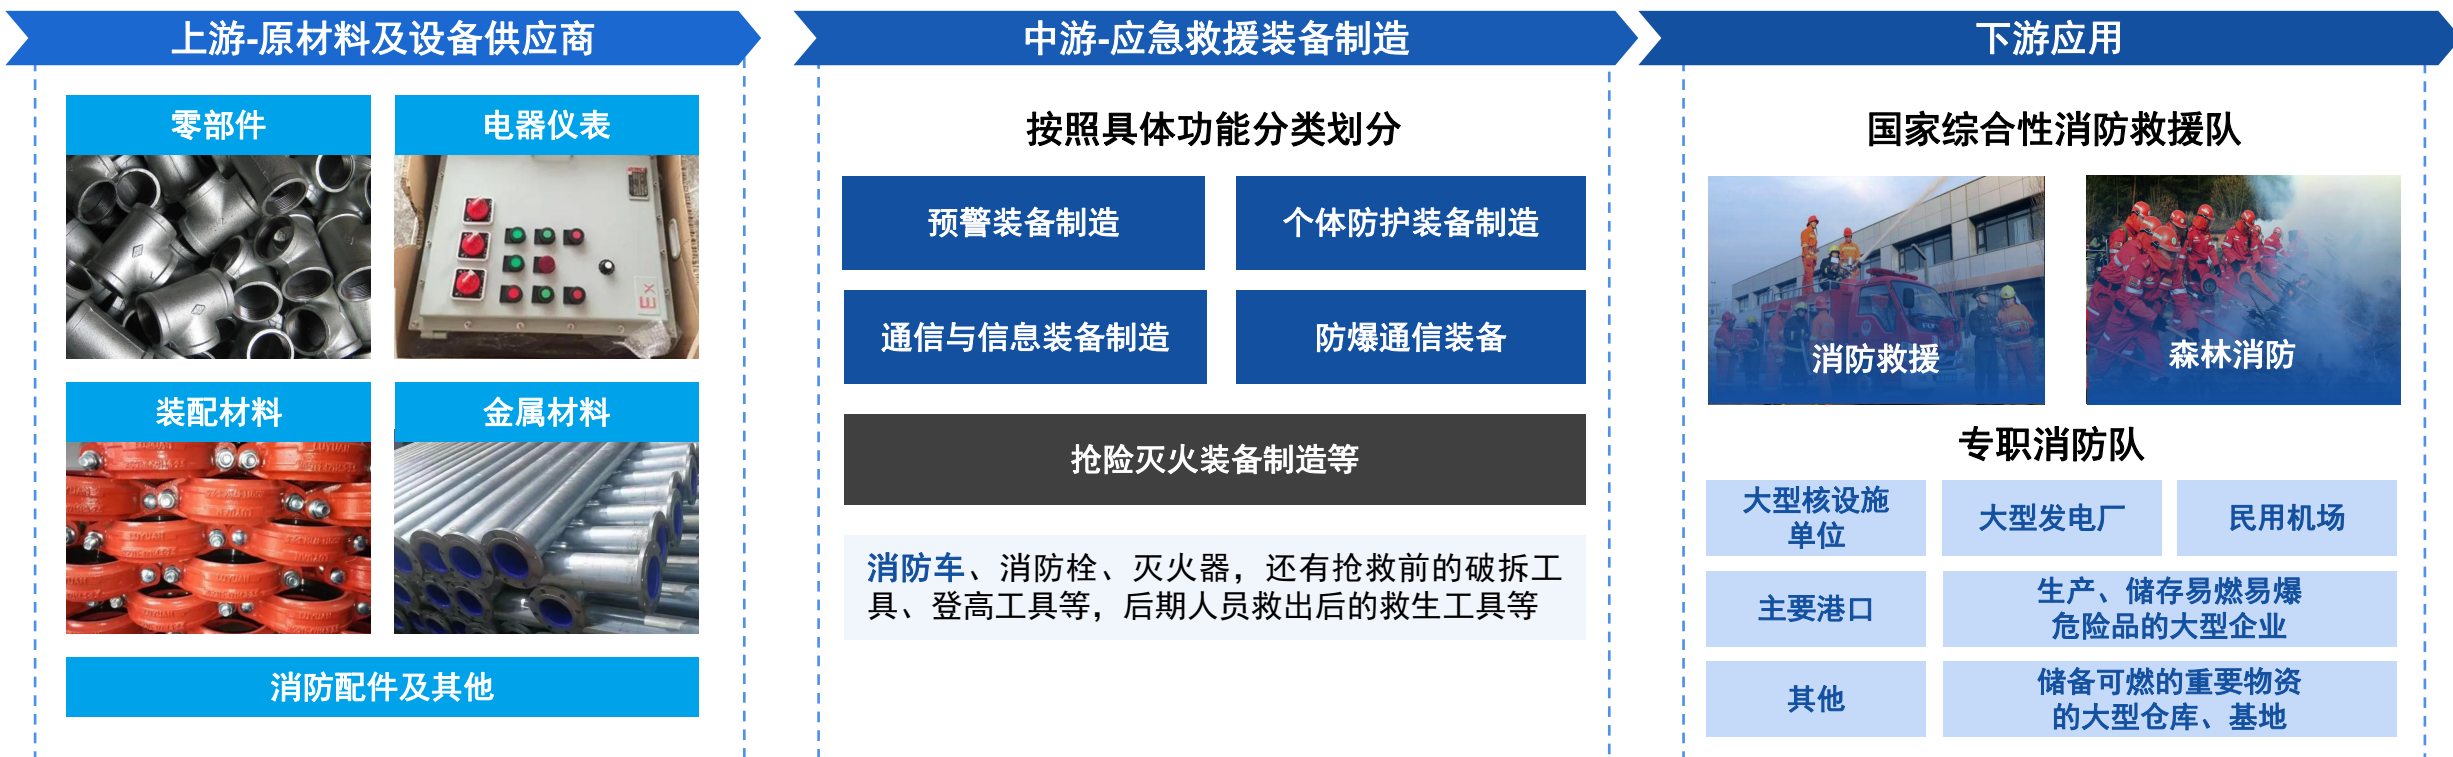 上游-原材料及设备供应商
零部件
电器仪表
EX
装配材料
金属材料
消防配件及其他
中游-应急救援装备制造
按照具体功能分类划分
预警装备制造
个体防护装备制造
通信与信息装备制造
防爆通信装备
抢险灭火装备制造等
消防车、消防栓、灭火器，还有抢救前的破拆工
具、登高工具等，后期人员救出后的救生工具等
下游应用
国家综合性消防救援队
消防救援
森林消防
专职消防队
大型核设施
单位
大型发电厂
民用机场
主要港口
生产、储存易燃易爆
危险品的大型企业
其他
储备可燃的重要物资
的大型仓库、基地